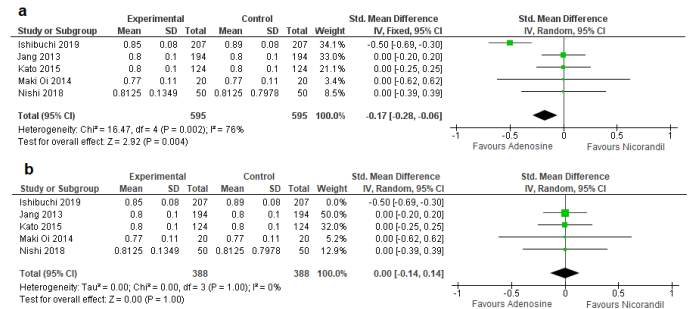 a
Experimental Control Std. Mean Difference Std. Mean Difference
Study or Subgroup Mean SD Total Mean SD Total Weight IV, Fixed, 95% CI IV, Random, 95% CI
Ishibuchi 2019 0.85 0.08 207 0.89 0.08 207 34.1% -0.50 [-0.69, -0.30]
Jang 2013 0.8 0.1 194 0.8 0.1 194 33.0% 0.00 [-0.20, 0.20]
Kato 2015 0.8 0.1 124 0.8 0.1 124 21.1% 0.00 [-0.25, 0.25]
Maki Oi 2014 0.77 0.11 20 0.77 0.11 20 3.4% 0.00 [-0.62, 0.62]
Nishi 2018 0.8125 0.1349 50 0.8125 0.7978 50 8.5% 0.00 [-0.39, 0.39]
Total (95% CI) 595 595 100.0% -0.17 [-0.28, -0.06]
Heterogeneity: Chi² = 16.47, df = 4 (P = 0.002); I² = 76%
Test for overall effect: Z = 2.92 (P = 0.004)
-1 -0.5 0 0.5 1
Favours Adenosine Favours Nicorandil
b
Experimental Control Std. Mean Difference Std. Mean Difference
Study or Subgroup Mean SD Total Mean SD Total Weight IV, Random, 95% CI IV, Random, 95% CI
Ishibuchi 2019 0.85 0.08 207 0.89 0.08 207 0.0% -0.50 [-0.69, -0.30]
Jang 2013 0.8 0.1 194 0.8 0.1 194 50.0% 0.00 [-0.20, 0.20]
Kato 2015 0.8 0.1 124 0.8 0.1 124 32.0% 0.00 [-0.25, 0.25]
Maki Oi 2014 0.77 0.11 20 0.77 0.11 20 5.2% 0.00 [-0.62, 0.62]
Nishi 2018 0.8125 0.1349 50 0.8125 0.7978 50 12.9% 0.00 [-0.39, 0.39]
Total (95% CI) 388 388 100.0% 0.00 [-0.14, 0.14]
Heterogeneity: Tau² = 0.00; Chi² = 0.00, df = 3 (P = 1.00); I² = 0%
Test for overall effect: Z = 0.00 (P = 1.00)
-1 -0.5 0 0.5 1
Favours Adenosine Favours Nicorandil